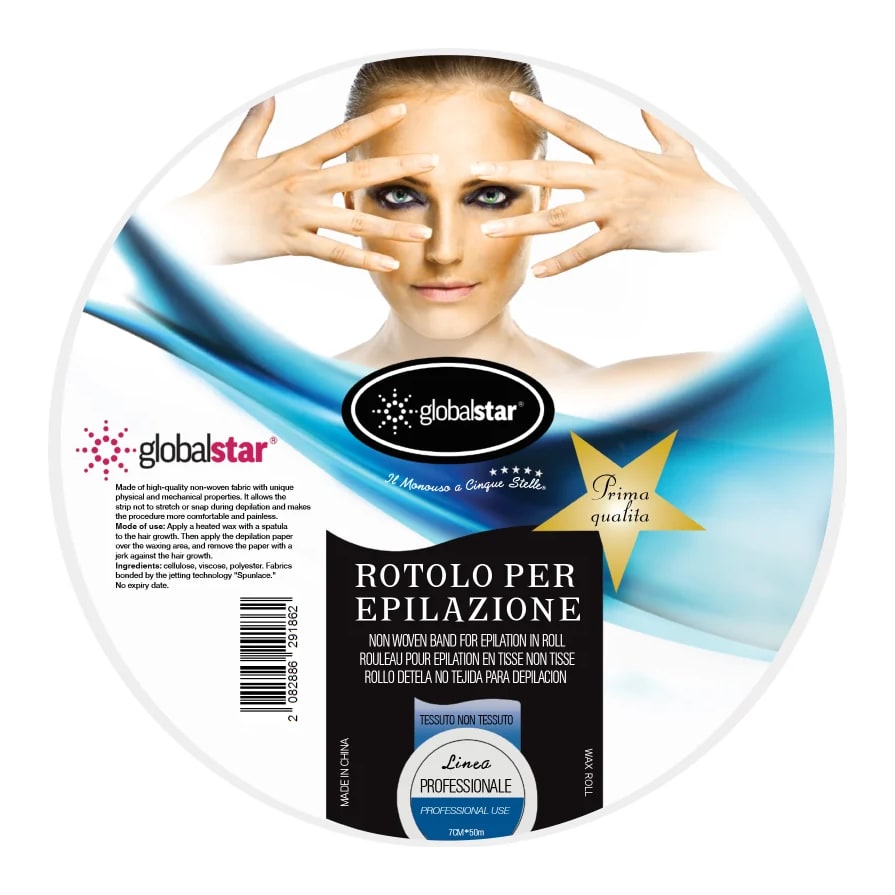 globalstar®
Il Monouso a Cinque Stelle®
Prima
qualita
globalstar®
Made of high-quality non-woven fabric with unique
physical and mechanical properties. It allows the
strip not to stretch or snap during depilation and makes
the procedure more comfortable and painless.
Mode of use: Apply a heated wax with a spatula
to the hair growth. Then apply the depilation paper
over the waxing area, and remove the paper with a
jerk against the hair growth.
Ingredients: cellulose, viscose, polyester. Fabrics
bonded by the jetting technology "Spunlace."
No expiry date.
2 082886 291862
ROTOLO PER
EPILAZIONE
NON WOVEN BAND FOR EPILATION IN ROLL
ROULEAU POUR EPILATION EN TISSE NON TISSE
ROLLO DETELA NO TEJIDA PARA DEPILACION
TESSUTO NON TESSUTO
Linea
PROFESSIONALE
PROFESSIONAL USE
7CM*50m
MADE IN CHINA
WAX ROLL